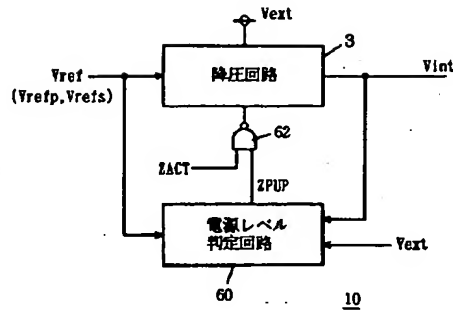 Vext
3
Vref
(Vrefp,Vrefs)
降圧回路
Vint
62
ZACT
ZPUP
電源レベル
判定回路
Vext
60
10